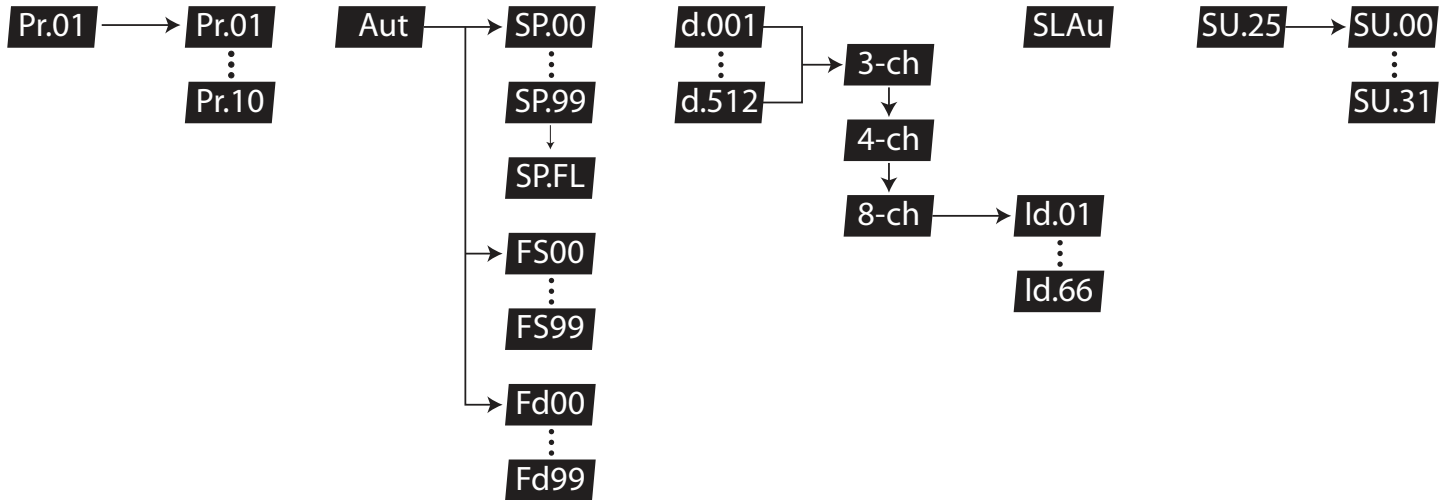 Pr.01 Pr.01 Aut SP.00 d.001 SLAu SU.25 SU.00
3-ch
Pr.10 SP.99 d.512 SU.31
4-ch
SP.FL
8-ch Id.01
FS00
Id.66
FS99
Fd00
Fd99